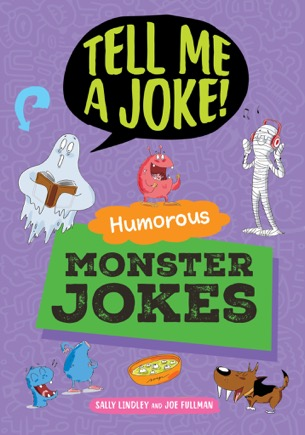 TELL ME
A JOKE!
Humorous
MONSTER
JOKES
SALLY LINDLEY AND JOE FULLMAN